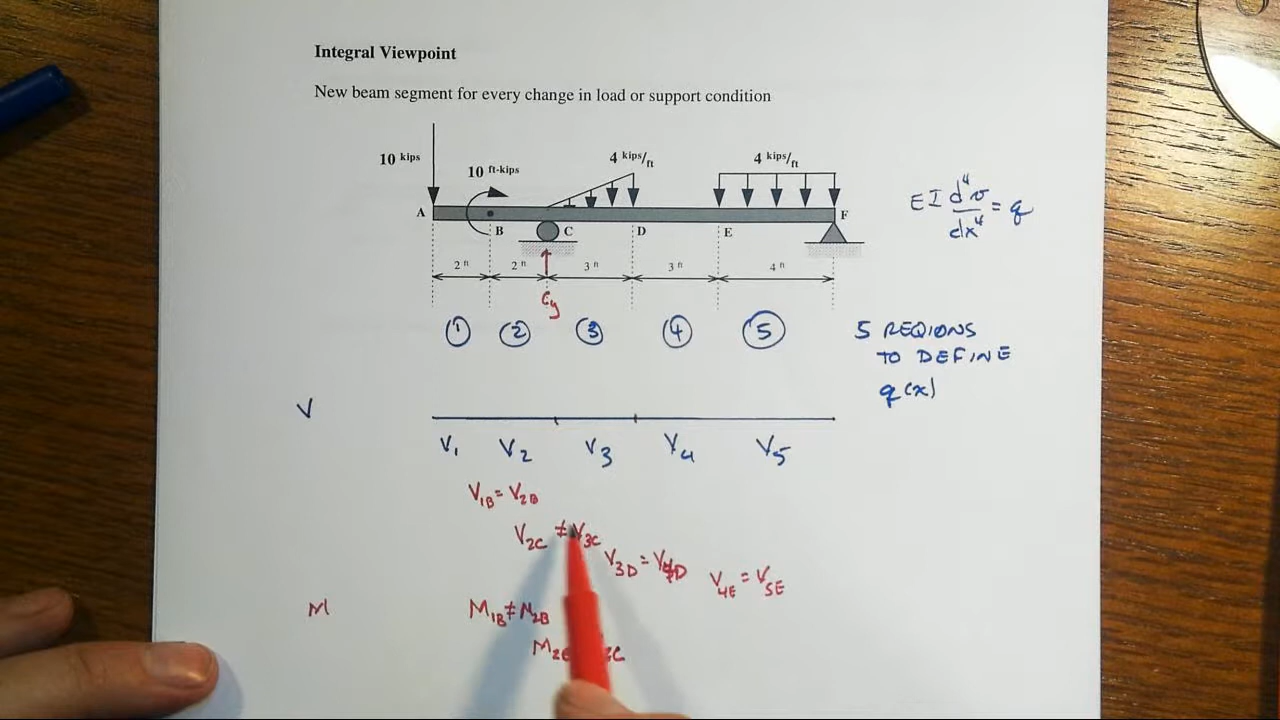 Integral Viewpoint
New beam segment for every change in load or support condition
10 kips
10 ft-kips
4 kips/ft
4 kips/ft
A
B
C
D
E
F
2 ft
2 ft
3 ft
3 ft
4 ft
Cy
EI d⁴v/dx⁴ = q
① ② ③ ④ ⑤
5 REGIONS
TO DEFINE
q(x)
V
V₁ V₂ V₃ V₄ V₅
V1B = V2B
V2C ≠ V3C
V3D = V4D
V4E = V5E
M
M1B ≠ M2B